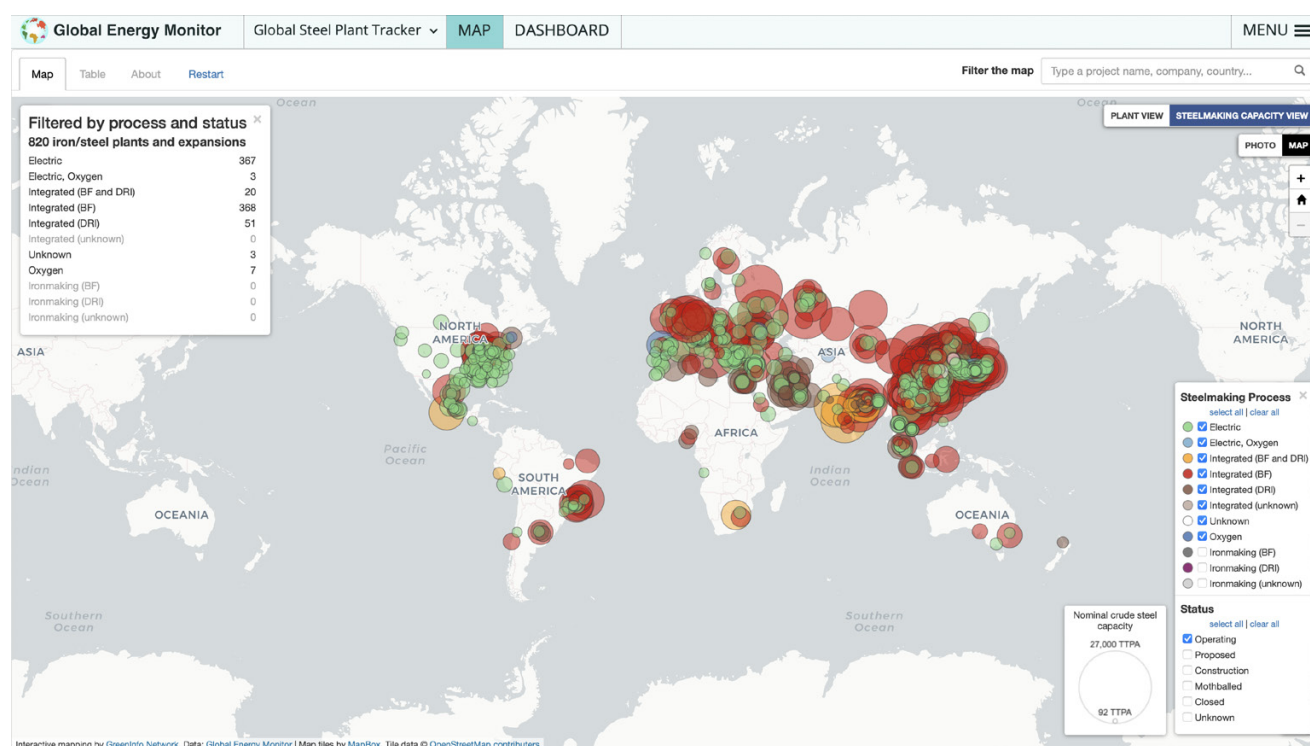 Global Energy Monitor
Global Steel Plant Tracker
MAP
DASHBOARD
MENU
Map
Table
About
Restart
Filter the map
Type a project name, company, country...
Filtered by process and status ×
820 iron/steel plants and expansions
Electric 367
Electric, Oxygen 3
Integrated (BF and DRI) 20
Integrated (BF) 368
Integrated (DRI) 51
Integrated (unknown) 0
Unknown 3
Oxygen 7
Ironmaking (BF) 0
Ironmaking (DRI) 0
Ironmaking (unknown) 0
Ocean
Ocean
PLANT VIEW
STEELMAKING CAPACITY VIEW
PHOTO
MAP
+
−
NORTH
AMERICA
NORTH
AMERICA
ASIA
ASIA
AFRICA
Pacific
Ocean
SOUTH
AMERICA
Indian
Ocean
ndian
Ocean
OCEANIA
OCEANIA
Southern
Ocean
Southern
Ocean
Steelmaking Process ×
select all | clear all
Electric
Electric, Oxygen
Integrated (BF and DRI)
Integrated (BF)
Integrated (DRI)
Integrated (unknown)
Unknown
Oxygen
Ironmaking (BF)
Ironmaking (DRI)
Ironmaking (unknown)
Status
select all | clear all
Operating
Proposed
Construction
Mothballed
Closed
Unknown
Nominal crude steel
capacity
27,000 TTPA
92 TTPA
Interactive mapping by GreenInfo Network. Data: Global Energy Monitor | Map tiles by MapBox, Tile data © OpenStreetMap contributers